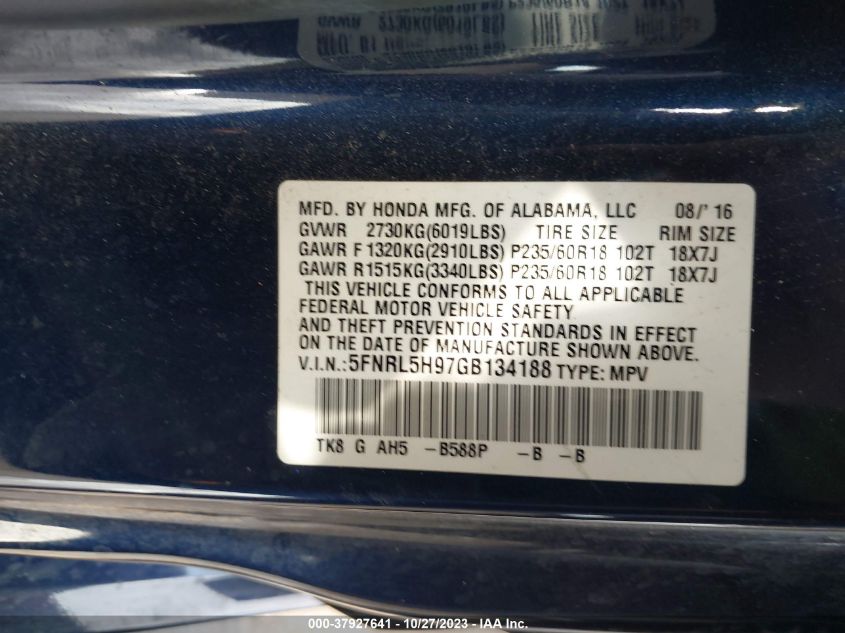 MFD. BY HONDA MFG. OF ALABAMA, LLC 08/'16
GVWR 2730KG(6019LBS) TIRE SIZE RIM SIZE
GAWR F 1320KG(2910LBS) P235/60R18 102T 18X7J
GAWR R1515KG(3340LBS) P235/60R18 102T 18X7J
THIS VEHICLE CONFORMS TO ALL APPLICABLE
FEDERAL MOTOR VEHICLE SAFETY
AND THEFT PREVENTION STANDARDS IN EFFECT
ON THE DATE OF MANUFACTURE SHOWN ABOVE.
V.I.N.:5FNRL5H97GB134188 TYPE: MPV
TK8 G AH5 -B588P -B -B
000-37927641 - 10/27/2023 - IAA Inc.